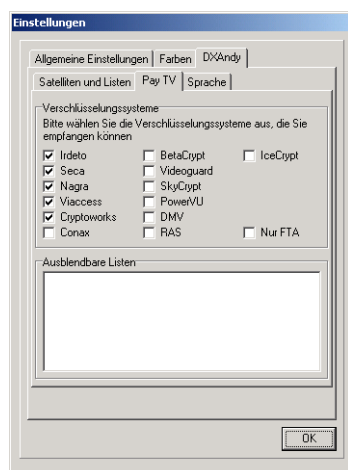 Einstellungen
Allgemeine Einstellungen Farben DXAndy
Satelliten und Listen Pay TV Sprache
Verschlüsselungssysteme
Bitte wählen Sie die Verschlüsselungssysteme aus, die Sie
empfangen können
Irdeto BetaCrypt IceCrypt
Seca Videoguard
Nagra SkyCrypt
Viaccess PowerVU
Cryptoworks DMV
Conax RAS Nur FTA
Ausblendbare Listen
OK